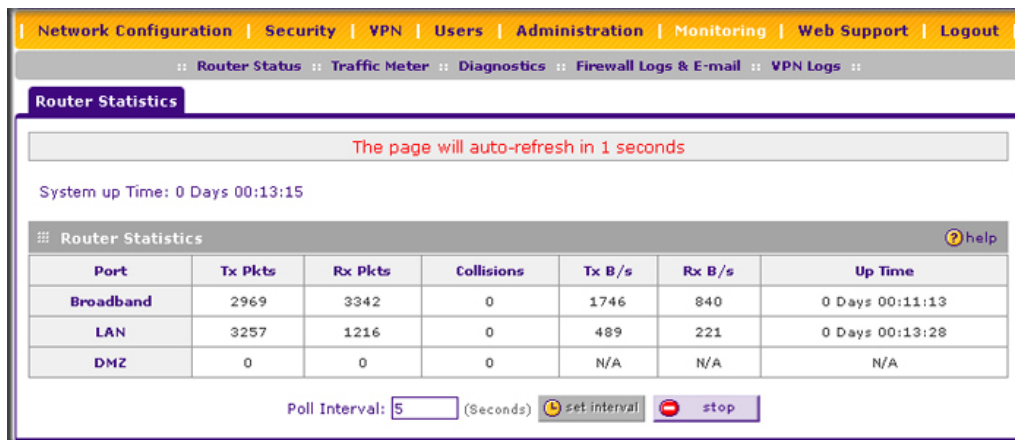 Network Configuration | Security | VPN | Users | Administration | Monitoring | Web Support | Logout
:: Router Status :: Traffic Meter :: Diagnostics :: Firewall Logs & E-mail :: VPN Logs ::
Router Statistics
The page will auto-refresh in 1 seconds
System up Time: 0 Days 00:13:15
Router Statistics help
Port Tx Pkts Rx Pkts Collisions Tx B/s Rx B/s Up Time
Broadband 2969 3342 0 1746 840 0 Days 00:11:13
LAN 3257 1216 0 489 221 0 Days 00:13:28
DMZ 0 0 0 N/A N/A N/A
Poll Interval: 5 (Seconds) set interval stop